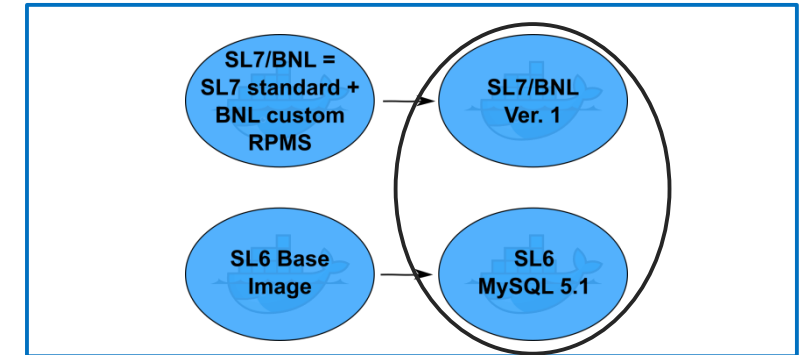 SL7/BNL =
SL7 standard +
BNL custom
RPMS
SL7/BNL
Ver. 1
SL6 Base
Image
SL6
MySQL 5.1